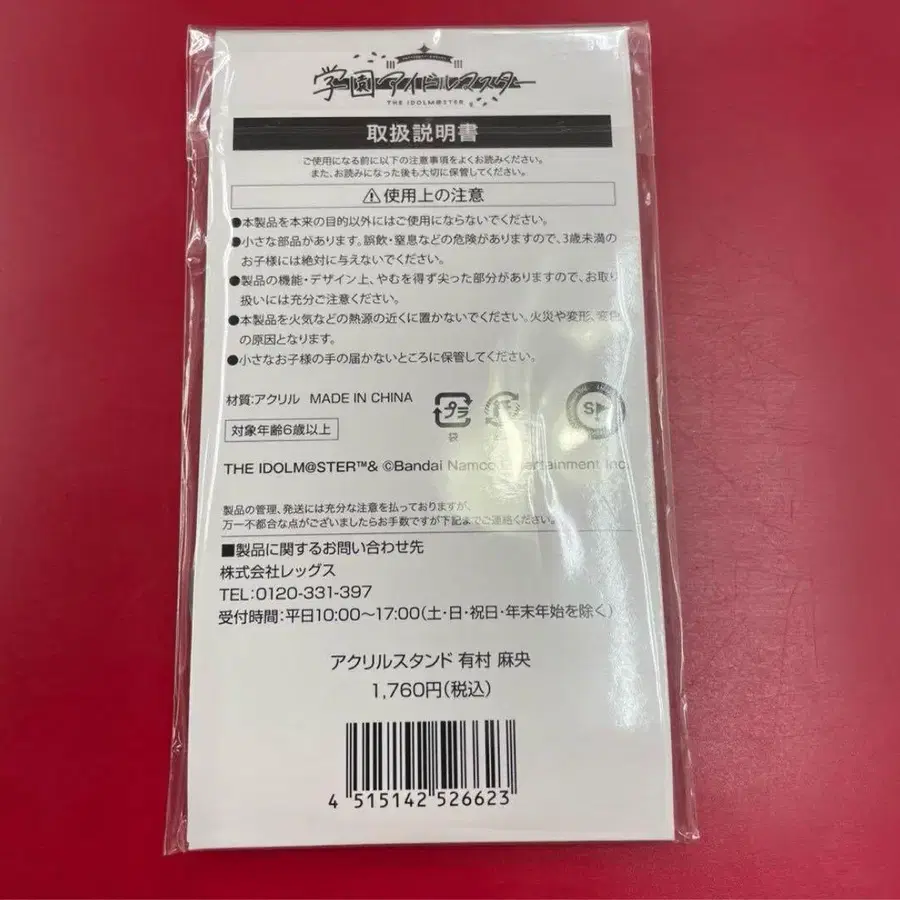 学園アイドルマスター
THE IDOLM@STER
取扱説明書
ご使用になる前に以下の注意事項をよくお読みください。
また、お読みになった後も大切に保管してください。
⚠使用上の注意
●本製品を本来の目的以外にはご使用にならないでください。
●小さな部品があります。誤飲・窒息などの危険がありますので、3歳未満の
お子様には絶対に与えないでください。
●製品の機能・デザイン上、やむを得ず尖った部分がありますので、お取り
扱いには充分ご注意ください。
●本製品を火気などの熱源の近くに置かないでください。火災や変形、変色
の原因となります。
●小さなお子様の手の届かないところに保管してください。
材質:アクリル MADE IN CHINA
プラ
袋
対象年齢6歳以上
THE IDOLM@STER™& ©Bandai Namco Entertainment Inc.
製品の管理、発送には充分な注意を払っておりますが、
万一不都合な点がございましたらお手数ですが下記までご連絡ください。
■製品に関するお問い合わせ先
株式会社レッグス
TEL:0120-331-397
受付時間:平日10:00～17:00(土・日・祝日・年末年始を除く)
アクリルスタンド 有村 麻央
1,760円(税込)
4 515142 526623